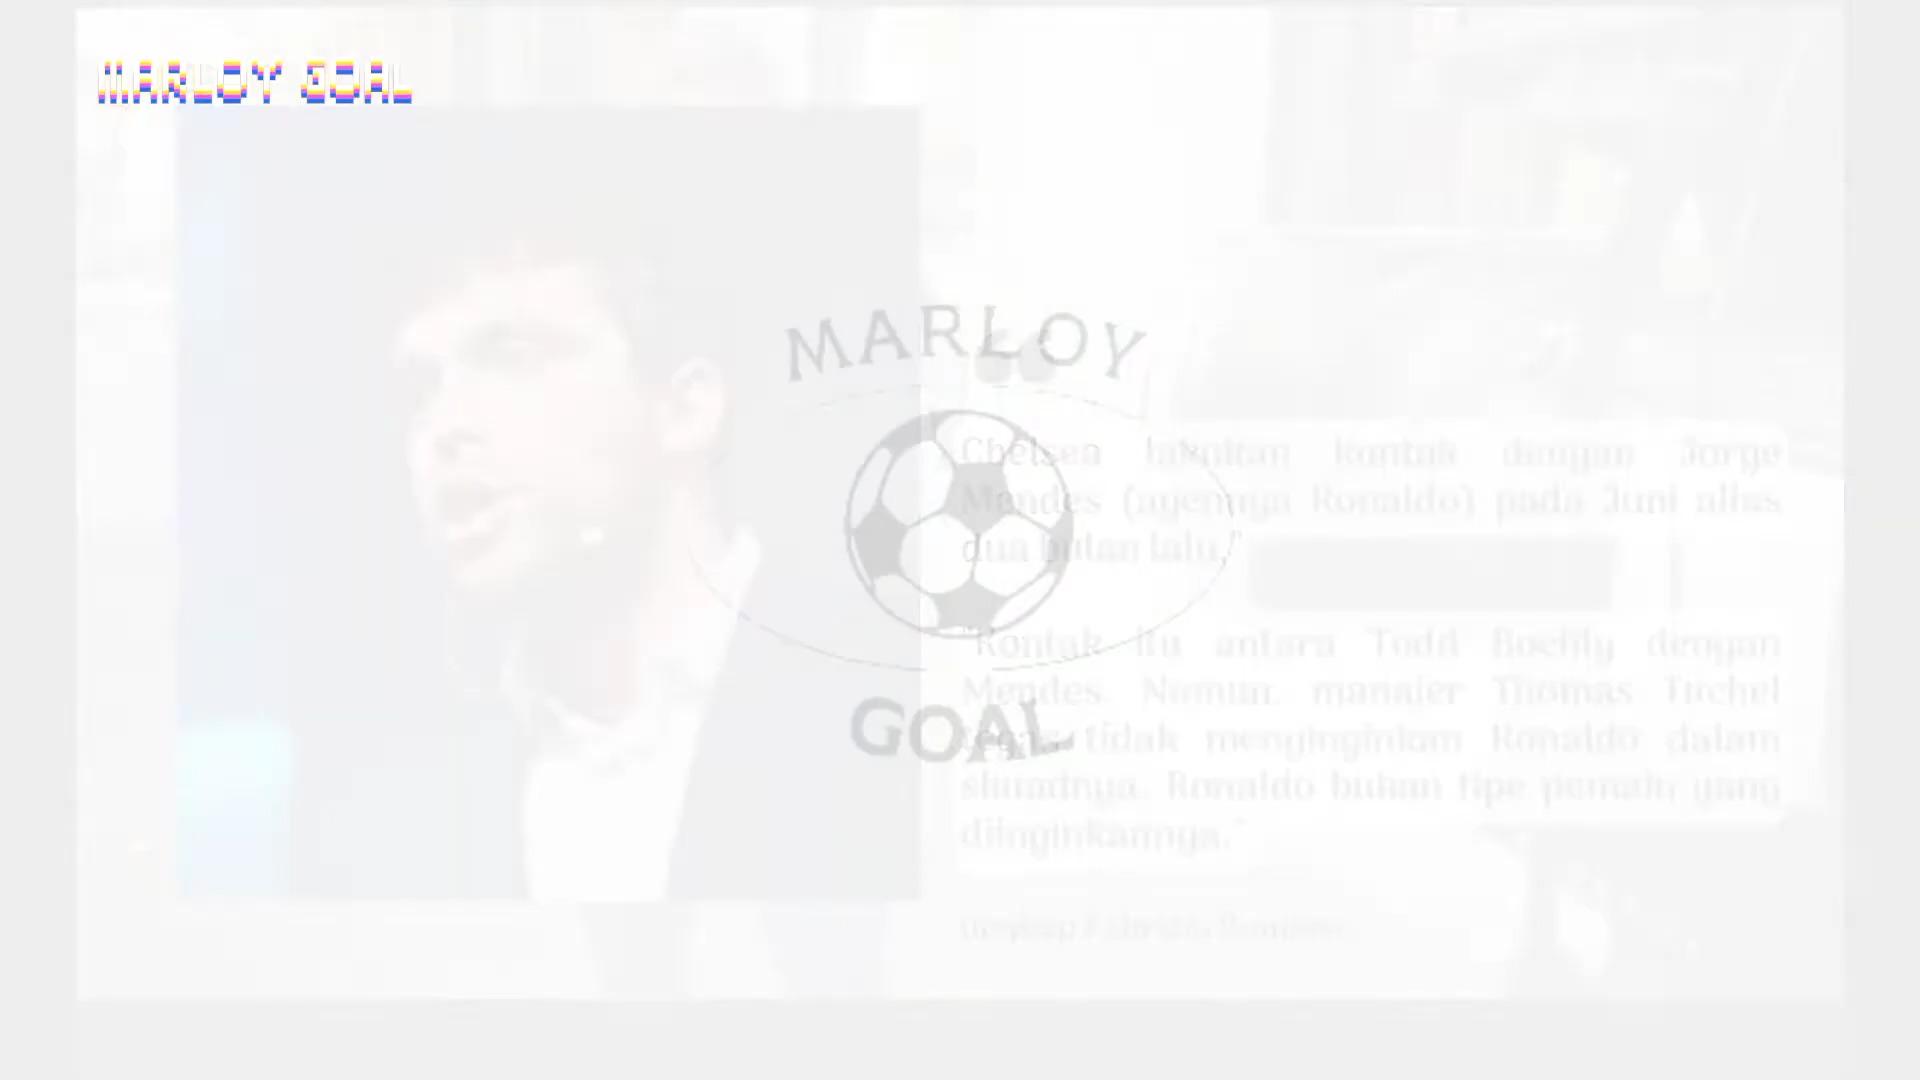 MARLOY GOAL
MARLOY
Chelsea lakukan kontak dengan Jorge
Mendes (agennya Ronaldo) pada Juni alias
dua bulan lalu,"
"Kontak itu antara Todd Boehly dengan
Mendes. Namun, manajer Thomas Tuchel
tegas tidak menginginkan Ronaldo dalam
GOAL
skuadnya. Ronaldo bukan tipe pemain yang
diinginkannya."